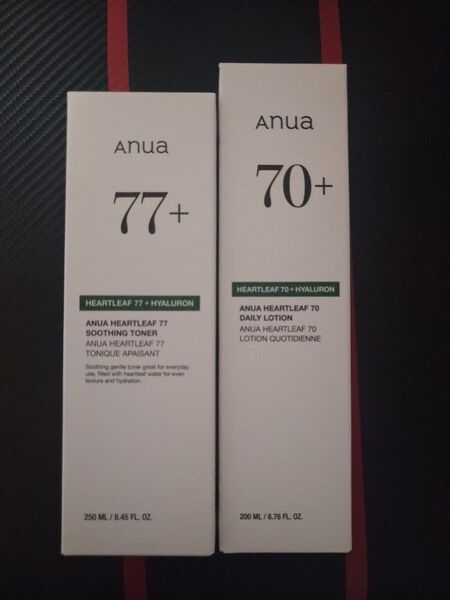 Anua
77+
HEARTLEAF 77 + HYALURON
ANUA HEARTLEAF 77
SOOTHING TONER
ANUA HEARTLEAF 77
TONIQUE APAISANT
Soothing gentle toner great for everyday
use, filled with heartleaf water for even
texture and hydration.
250 ML / 8.45 FL. OZ.
Anua
70+
HEARTLEAF 70 + HYALURON
ANUA HEARTLEAF 70
DAILY LOTION
ANUA HEARTLEAF 70
LOTION QUOTIDIENNE
200 ML / 6.76 FL. OZ.